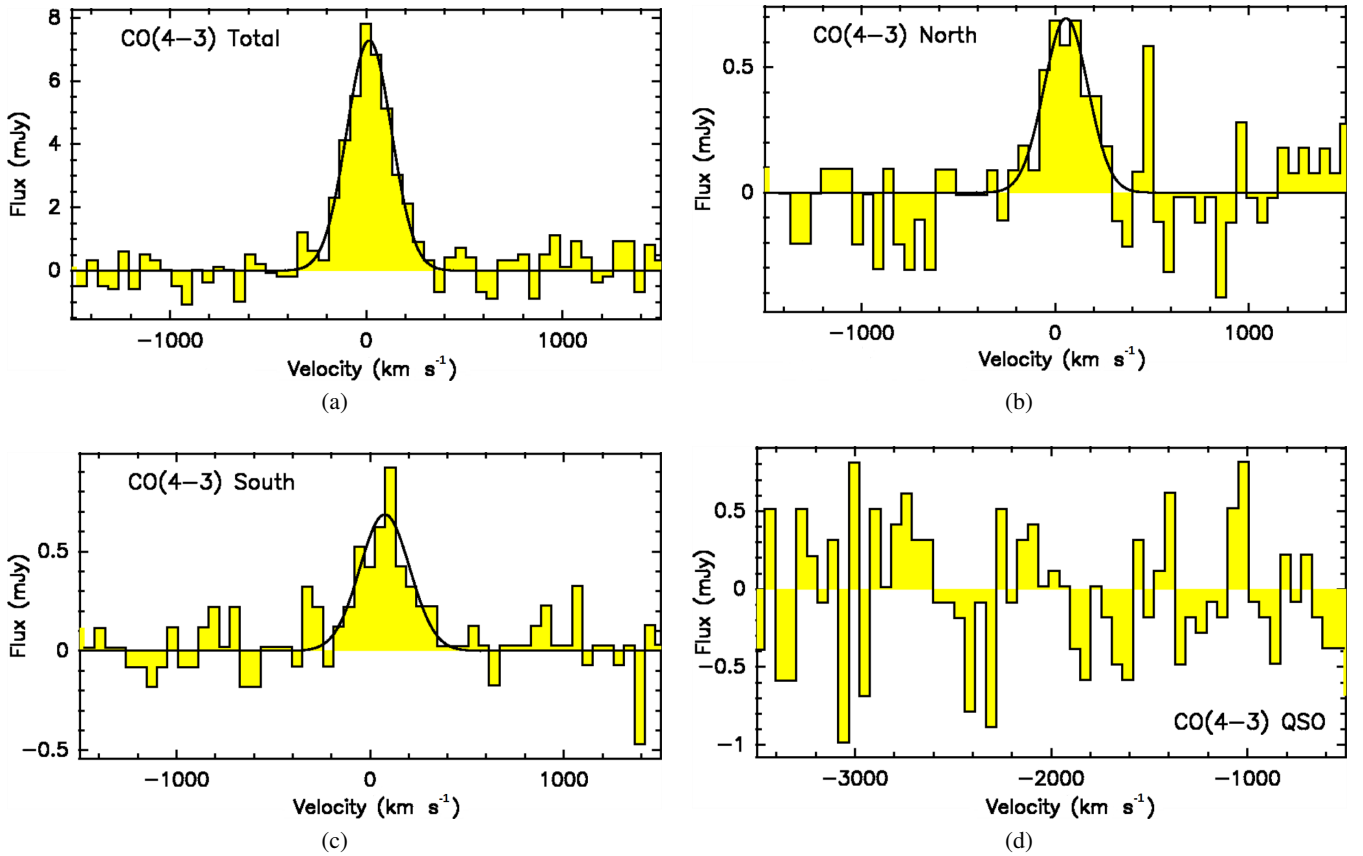 CO(4−3) Total
8
6
4
2
0
Flux (mJy)
−1000 0 1000
Velocity (km s⁻¹)
(a)
CO(4−3) North
0.5
0
Flux (mJy)
−1000 0 1000
Velocity (km s⁻¹)
(b)
CO(4−3) South
0.5
0
−0.5
Flux (mJy)
−1000 0 1000
Velocity (km s⁻¹)
(c)
0.5
0
−0.5
−1
Flux (mJy)
CO(4−3) QSO
−3000 −2000 −1000
Velocity (km s⁻¹)
(d)